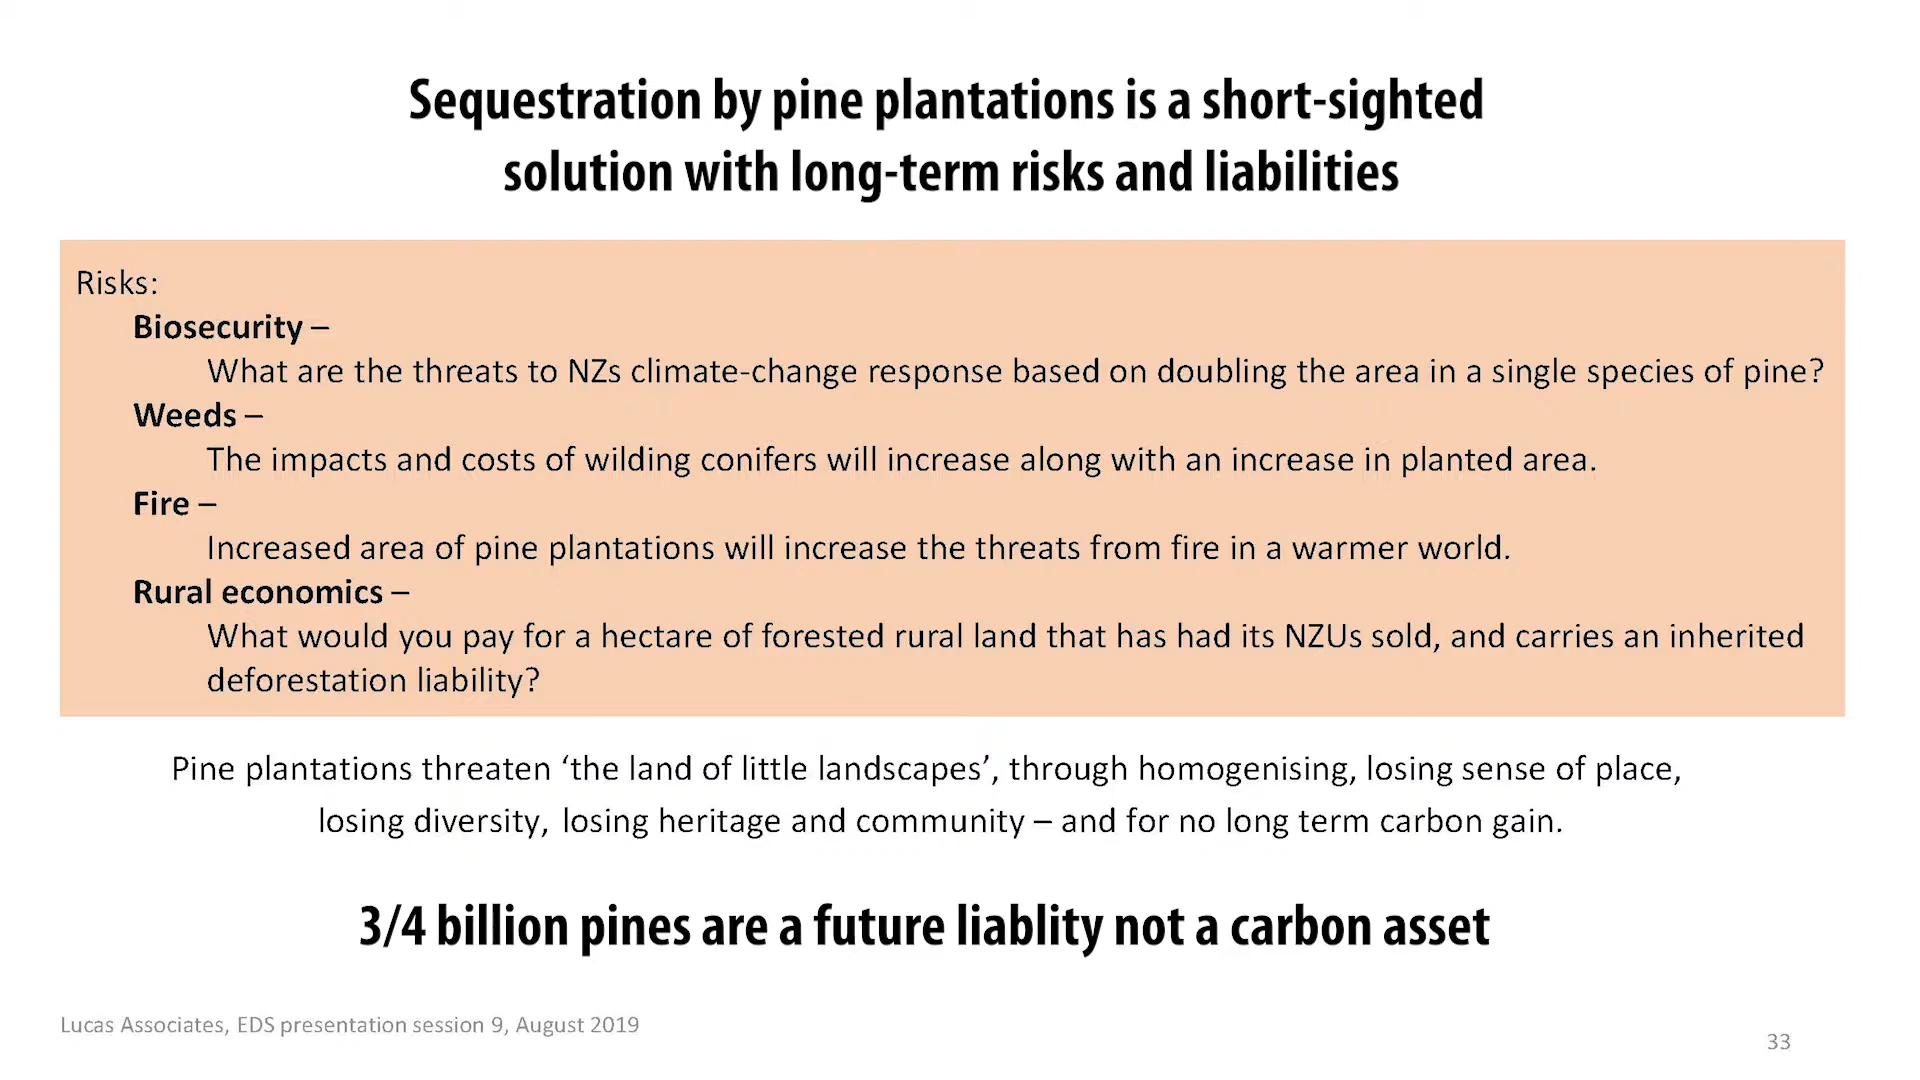 Sequestration by pine plantations is a short-sighted
solution with long-term risks and liabilities
Risks:
Biosecurity –
What are the threats to NZs climate-change response based on doubling the area in a single species of pine?
Weeds –
The impacts and costs of wilding conifers will increase along with an increase in planted area.
Fire –
Increased area of pine plantations will increase the threats from fire in a warmer world.
Rural economics –
What would you pay for a hectare of forested rural land that has had its NZUs sold, and carries an inherited
deforestation liability?
Pine plantations threaten ‘the land of little landscapes’, through homogenising, losing sense of place,
losing diversity, losing heritage and community – and for no long term carbon gain.
3/4 billion pines are a future liablity not a carbon asset
Lucas Associates, EDS presentation session 9, August 2019
33